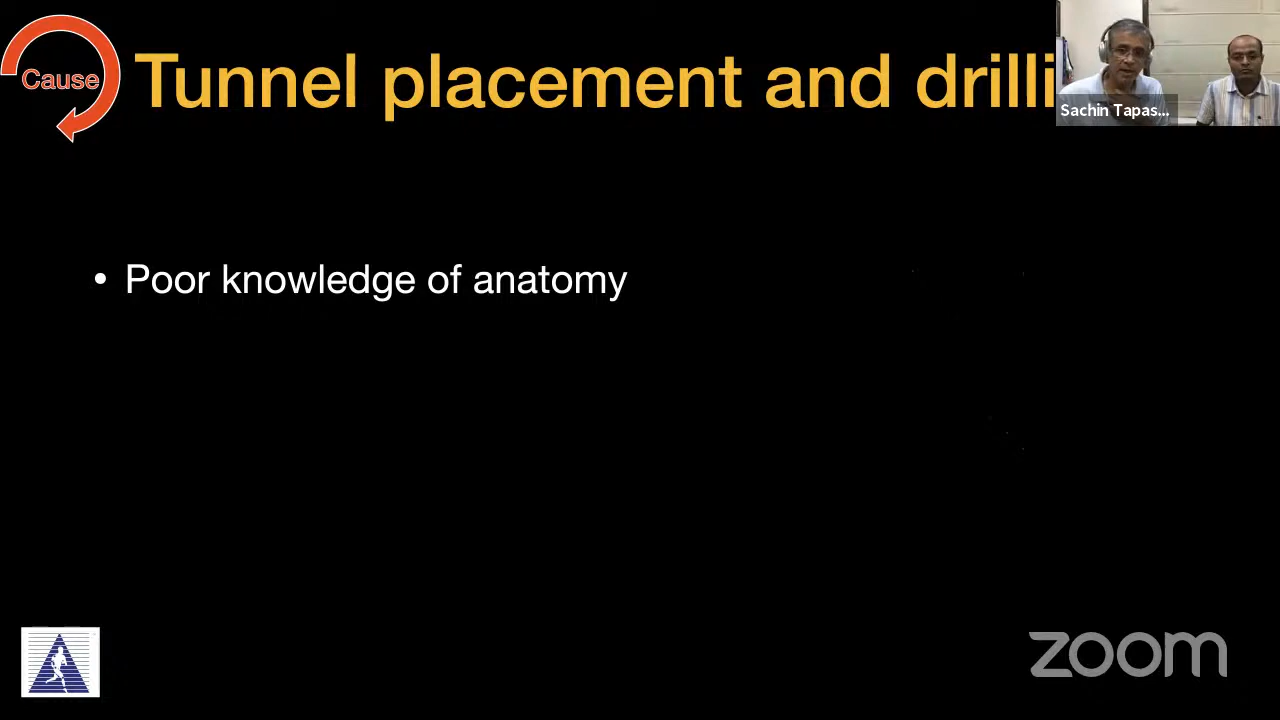 Cause
Tunnel placement and drilli
Sachin Tapas...
• Poor knowledge of anatomy
zoom